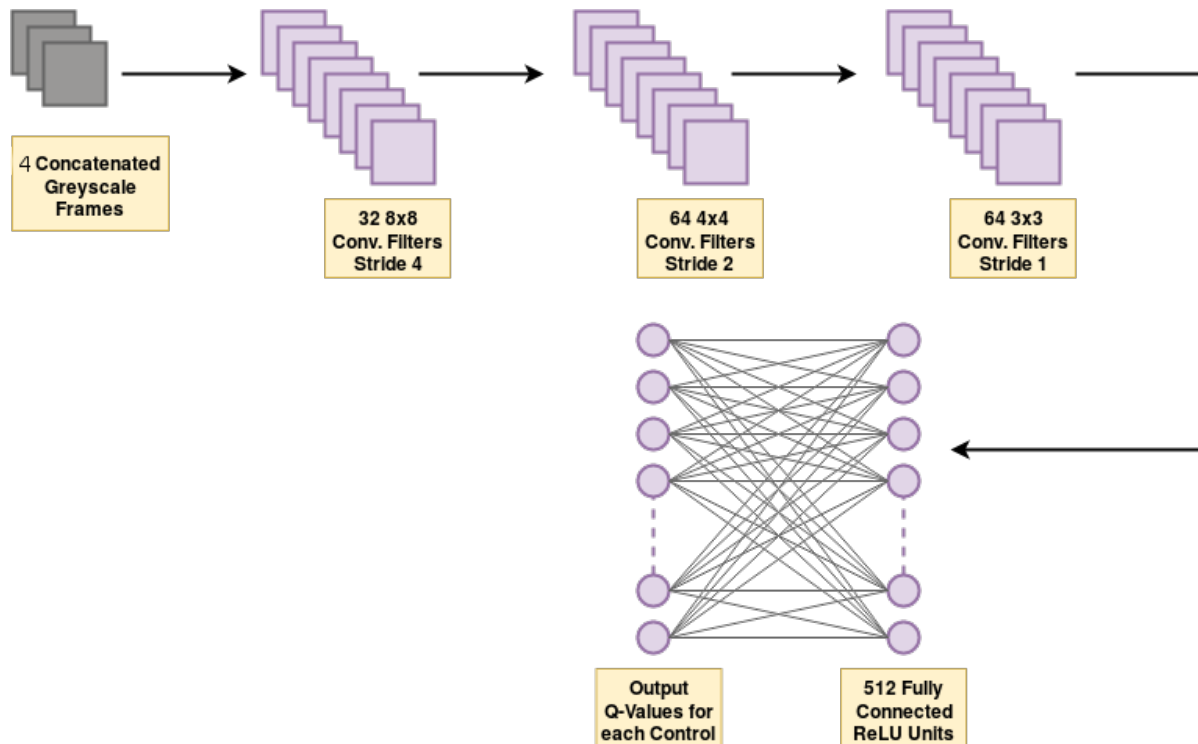 4 Concatenated
Greyscale
Frames
32 8x8
Conv. Filters
Stride 4
64 4x4
Conv. Filters
Stride 2
64 3x3
Conv. Filters
Stride 1
Output
Q-Values for
each Control
512 Fully
Connected
ReLU Units